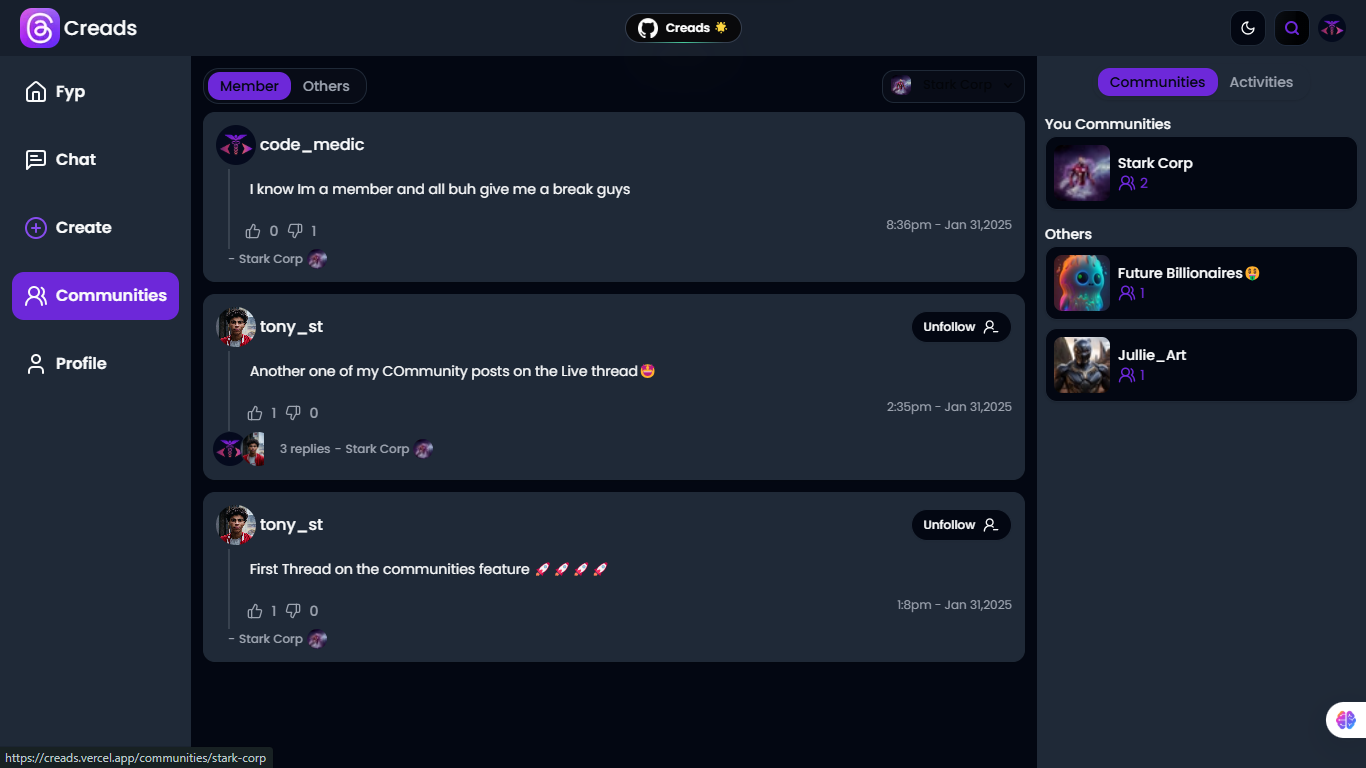 Creads
Creads 🌟
Fyp
Chat
Create
Communities
Profile
Member Others
Stark Corp
code_medic
I know Im a member and all buh give me a break guys
0 1
8:36pm - Jan 31,2025
- Stark Corp
tony_st
Unfollow
Another one of my COmmunity posts on the Live thread🤩
1 0
2:35pm - Jan 31,2025
3 replies - Stark Corp
tony_st
Unfollow
First Thread on the communities feature 🚀🚀🚀🚀
1 0
1:8pm - Jan 31,2025
- Stark Corp
Communities Activities
You Communities
Stark Corp
2
Others
Future Billionaires🤑
1
Jullie_Art
1
https://creads.vercel.app/communities/stark-corp